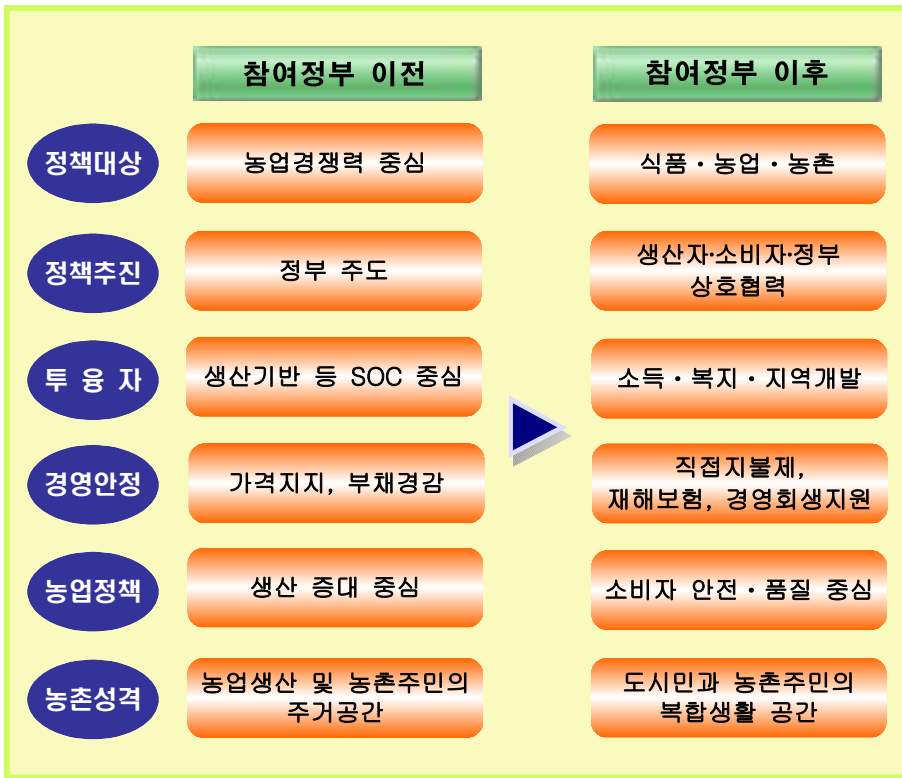 참여정부 이전
참여정부 이후
정책대상
농업경쟁력 중심
식품・농업・농촌
정책추진
정부 주도
생산자·소비자·정부
상호협력
투 융 자
생산기반 등 SOC 중심
소득・복지・지역개발
경영안정
가격지지, 부채경감
직접지불제,
재해보험, 경영회생지원
농업정책
생산 증대 중심
소비자 안전・품질 중심
농촌성격
농업생산 및 농촌주민의
주거공간
도시민과 농촌주민의
복합생활 공간